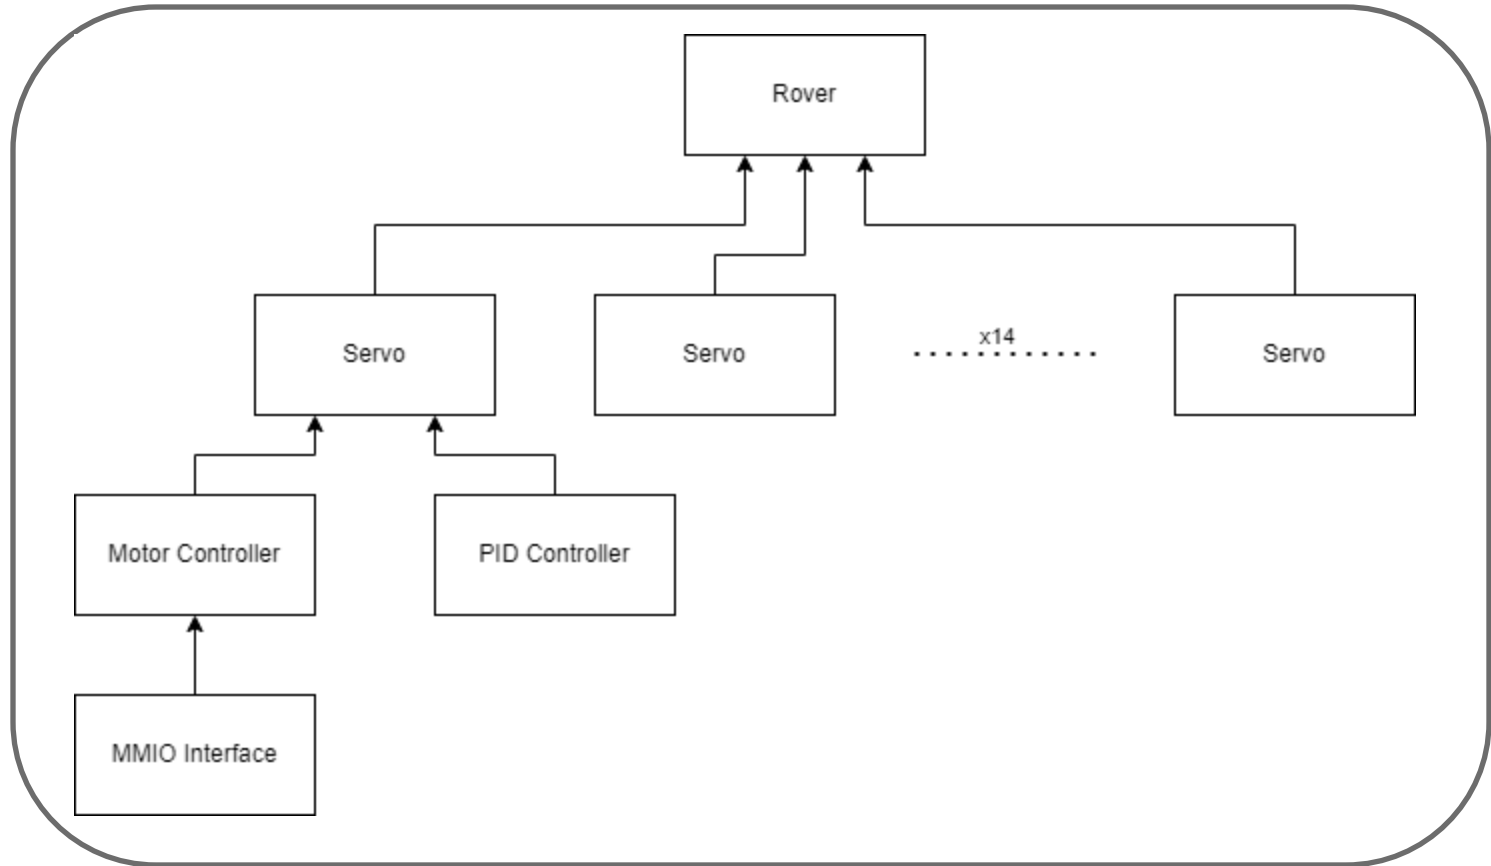 Rover
Servo
Servo
x14
Servo
Motor Controller
PID Controller
MMIO Interface